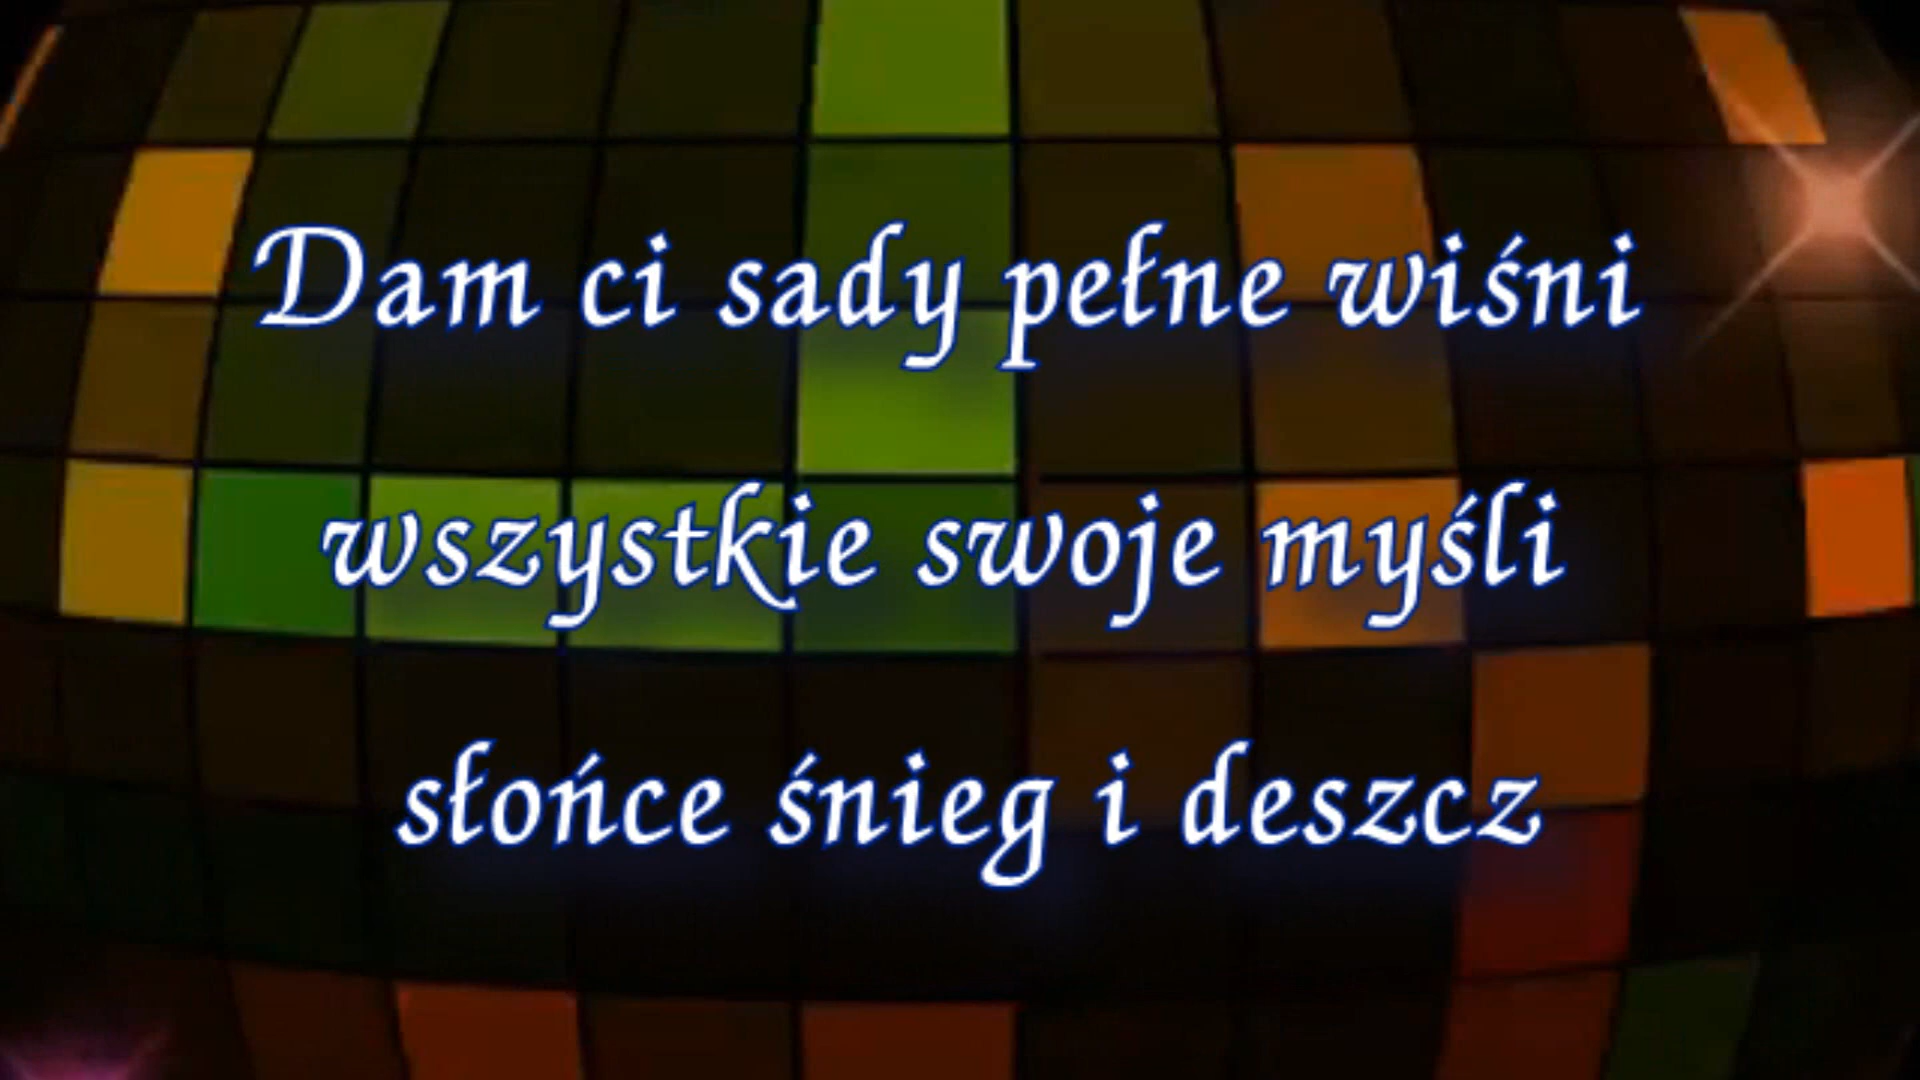 Dam ci sady pełne wiśni
wszystkie swoje myśli
słońce śnieg i deszcz